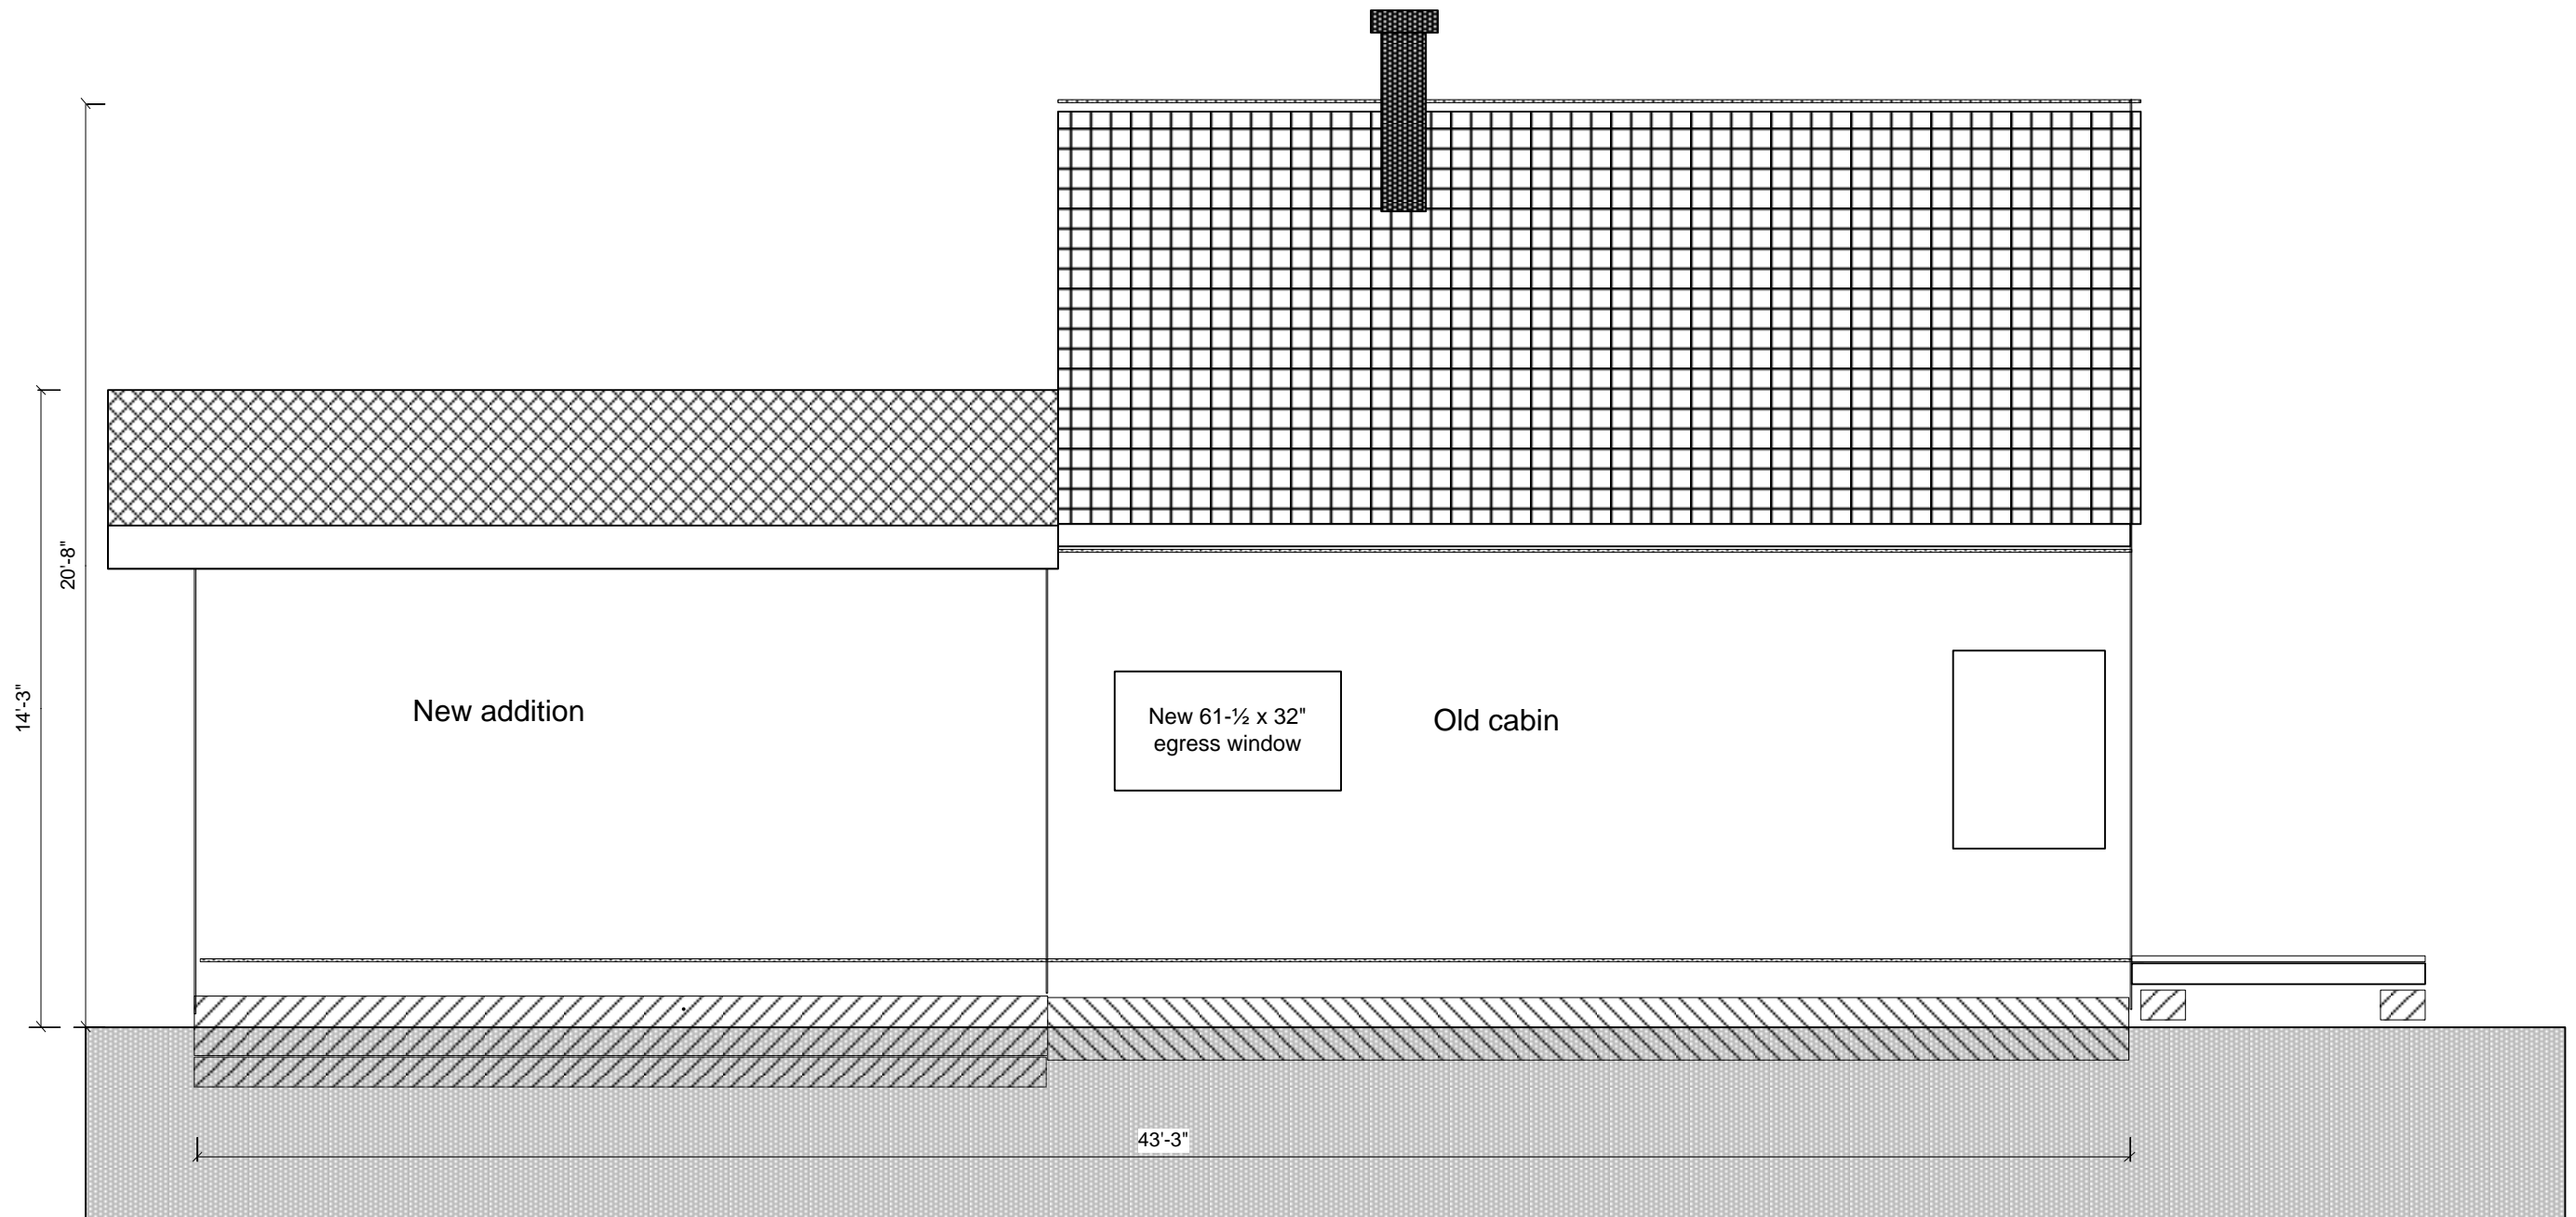 20'-8"
14'-3"
New addition
New 61-½ x 32"
egress window
Old cabin
43'-3"